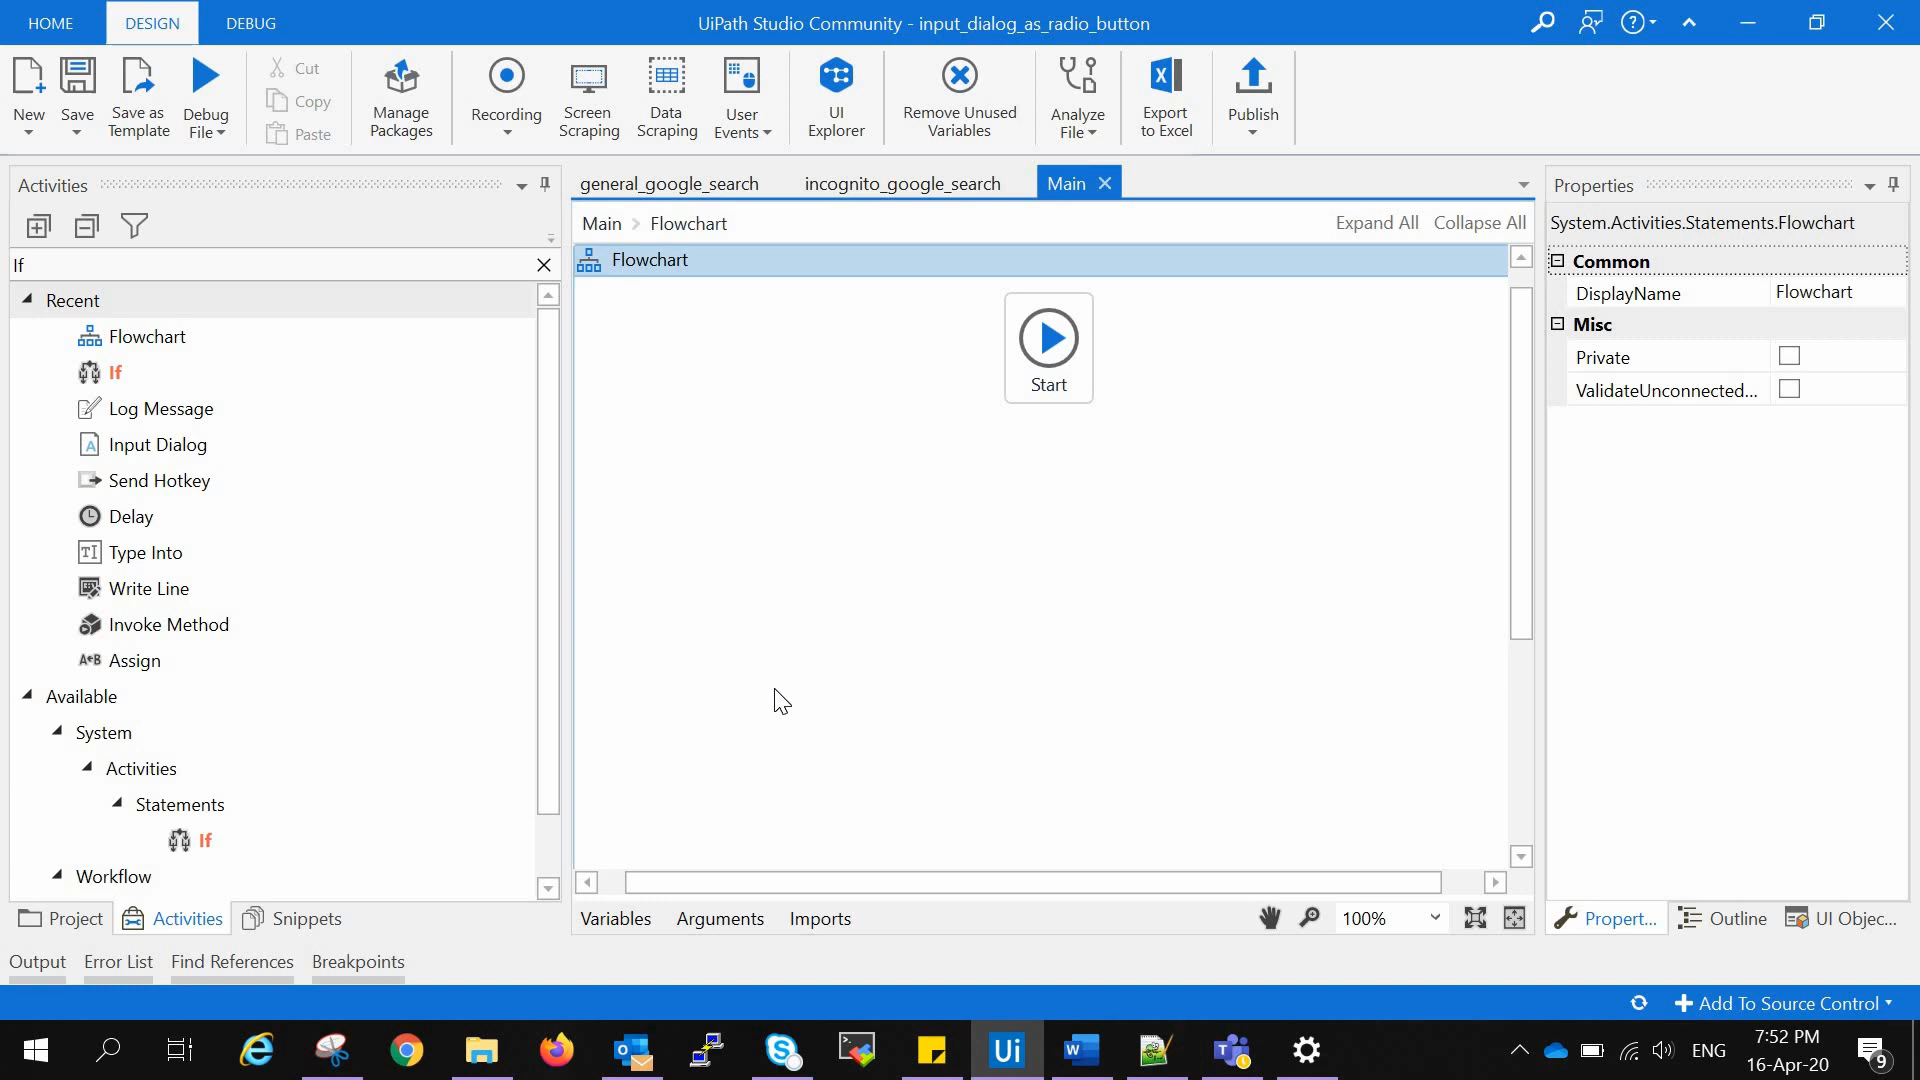 HOME DESIGN DEBUG UiPath Studio Community - input_dialog_as_radio_button
New
Save
Save as
Template
Debug
File
Cut
Copy
Paste
Manage
Packages
Recording
Screen
Scraping
Data
Scraping
User
Events
UI
Explorer
Remove Unused
Variables
Analyze
File
Export
to Excel
Publish
Activities
If
Recent
Flowchart
If
Log Message
Input Dialog
Send Hotkey
Delay
Type Into
Write Line
Invoke Method
A←B Assign
Available
System
Activities
Statements
If
Workflow
Project Activities Snippets
general_google_search incognito_google_search Main
Main Flowchart Expand All Collapse All
Flowchart
Start
Variables Arguments Imports 100%
Properties
System.Activities.Statements.Flowchart
Common
DisplayName Flowchart
Misc
Private
ValidateUnconnected...
Propert... Outline UI Objec...
Output Error List Find References Breakpoints
Add To Source Control
Ui
ENG
7:52 PM
16-Apr-20
9